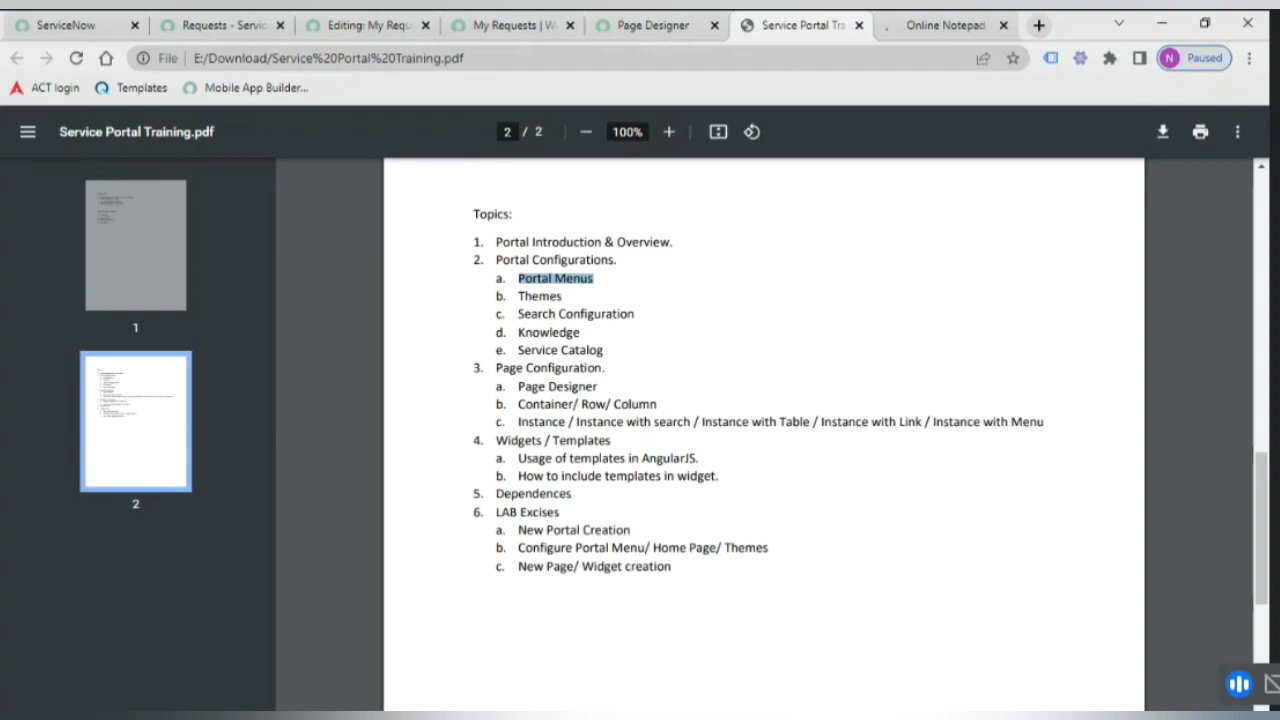 ServiceNow
Requests - Servic
Editing: My Requ
My Requests | W
Page Designer
Service Portal Tra
Online Notepad
File
E:/Download/Service%20Portal%20Training.pdf
N Paused
ACT login
Templates
Mobile App Builder...
Service Portal Training.pdf
2 / 2
100%
1
2
Topics:
1. Portal Introduction & Overview.
2. Portal Configurations.
a. Portal Menus
b. Themes
c. Search Configuration
d. Knowledge
e. Service Catalog
3. Page Configuration.
a. Page Designer
b. Container/ Row/ Column
c. Instance / Instance with search / Instance with Table / Instance with Link / Instance with Menu
4. Widgets / Templates
a. Usage of templates in AngularJS.
b. How to include templates in widget.
5. Dependences
6. LAB Excises
a. New Portal Creation
b. Configure Portal Menu/ Home Page/ Themes
c. New Page/ Widget creation